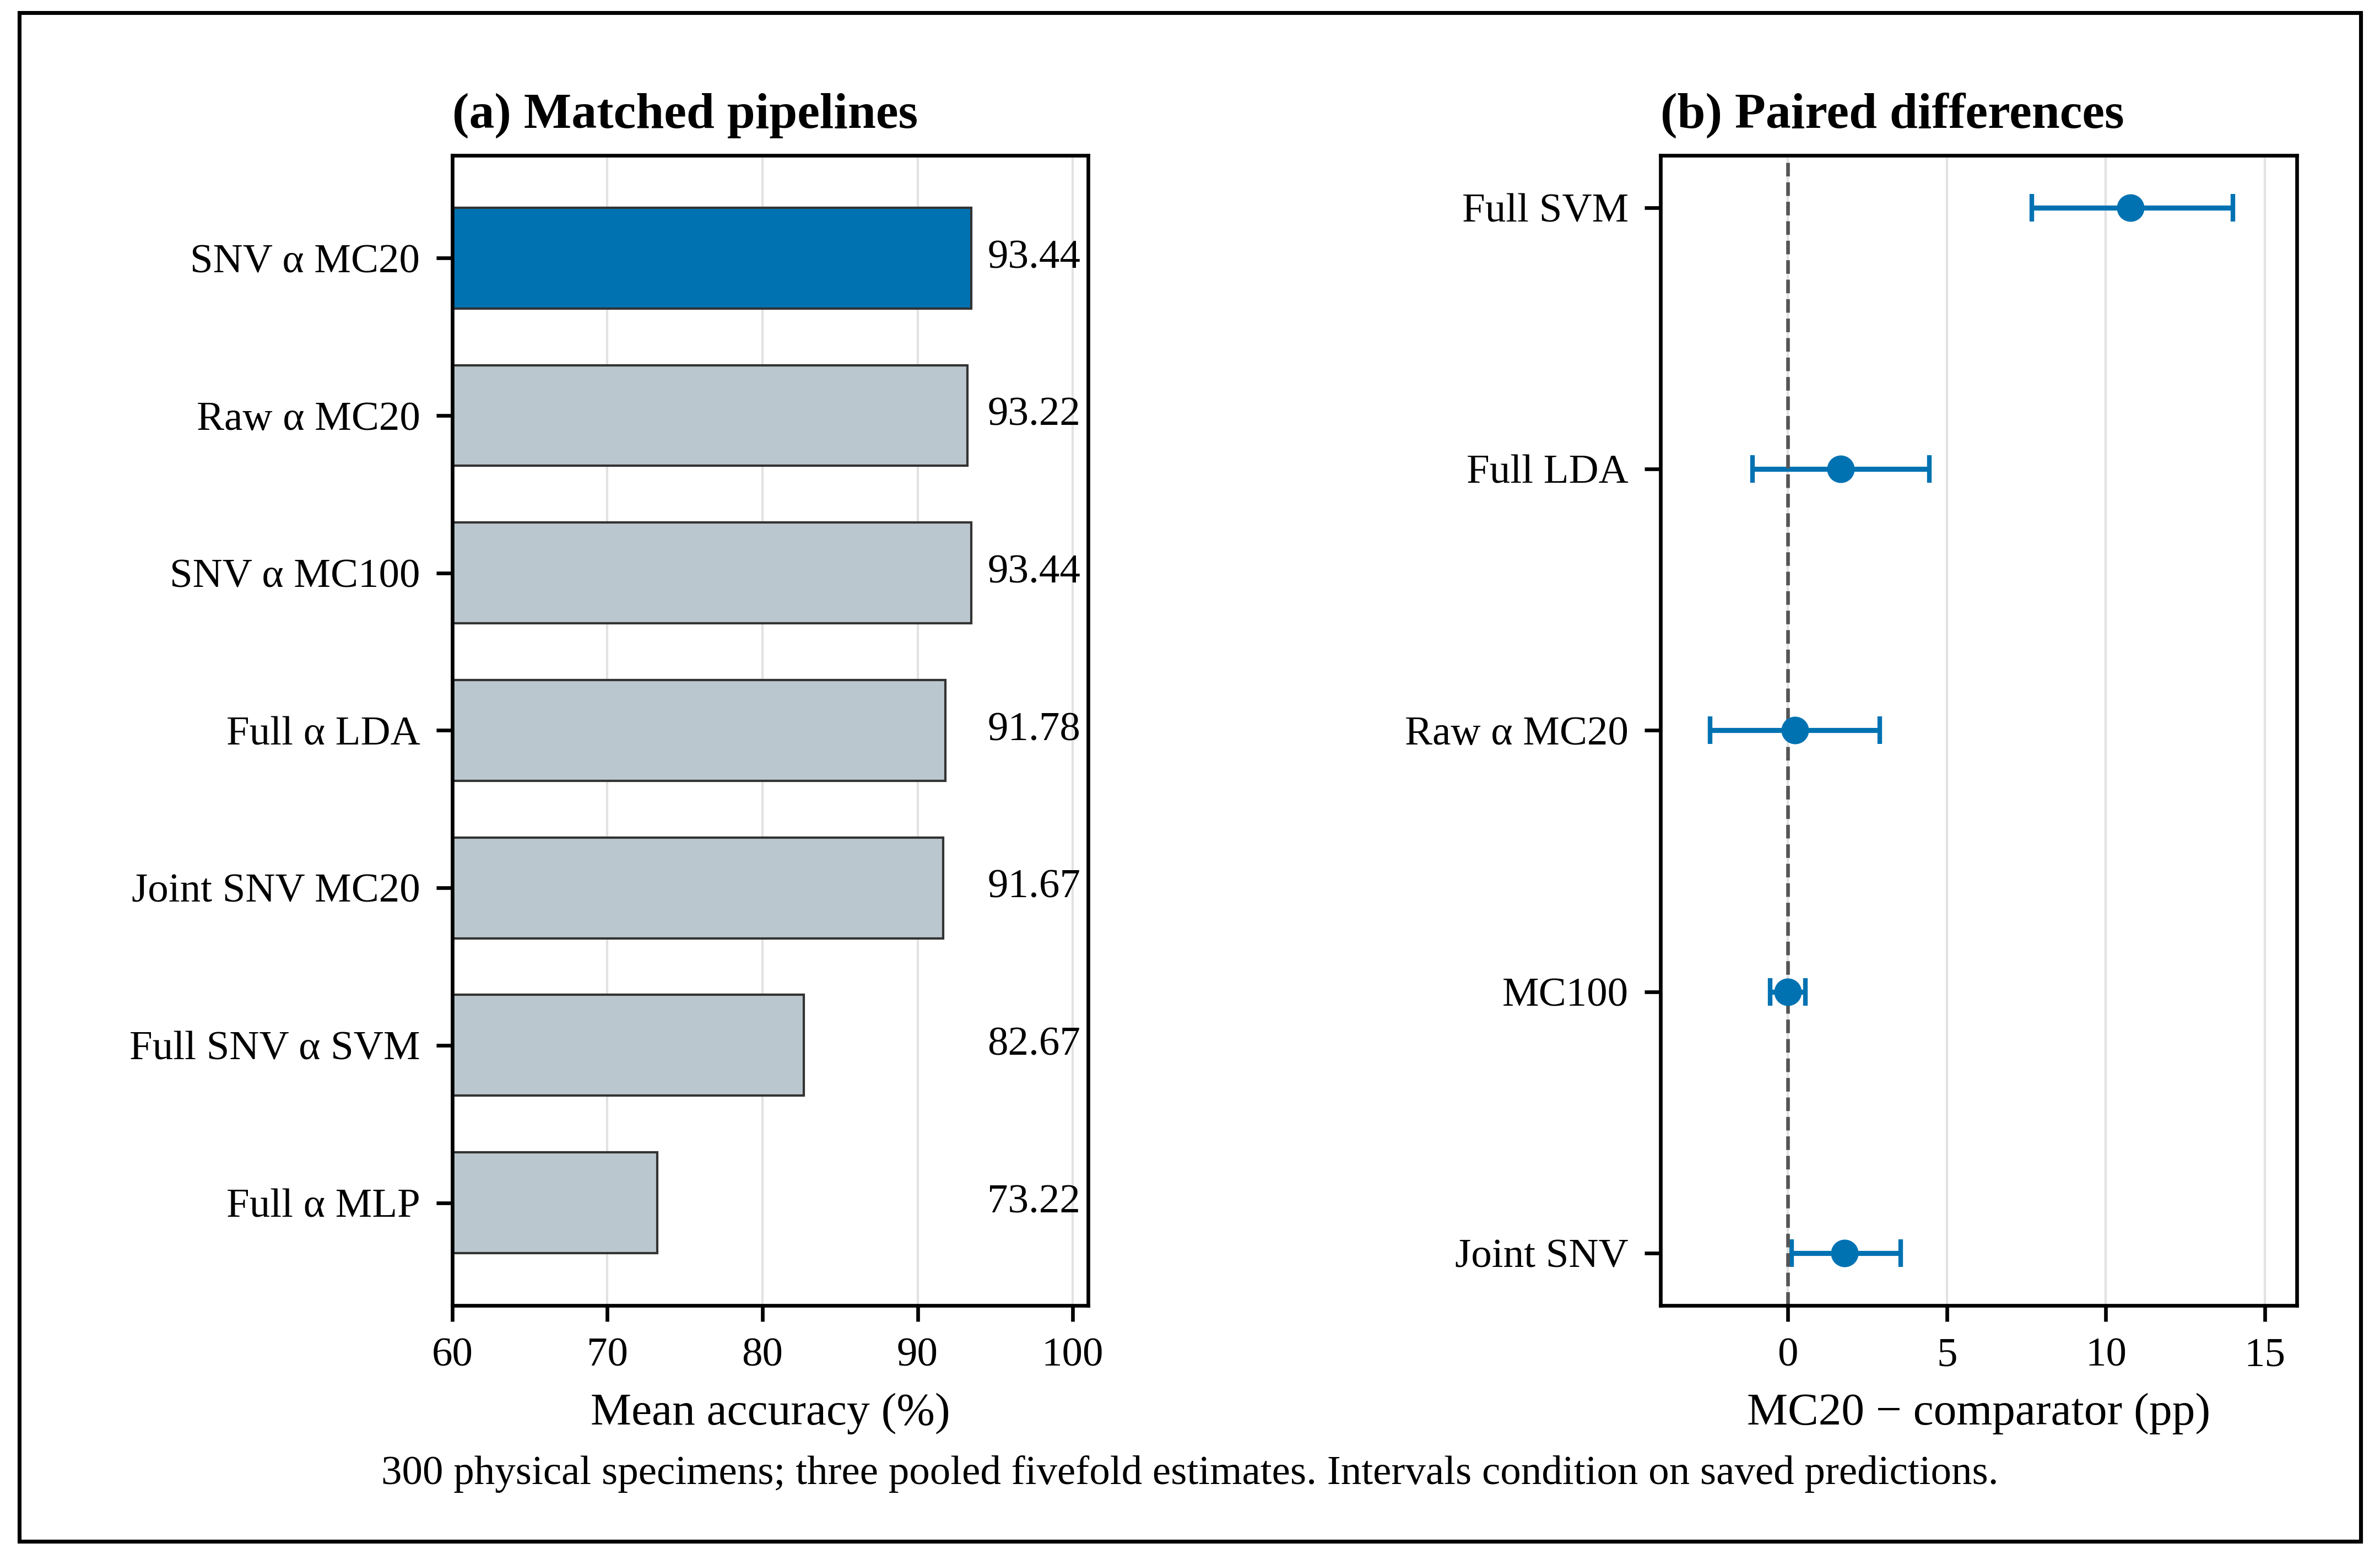 (a) Matched pipelines
SNV α MC20
93.44
Raw α MC20
93.22
SNV α MC100
93.44
Full α LDA
91.78
Joint SNV MC20
91.67
Full SNV α SVM
82.67
Full α MLP
73.22
60 70 80 90 100
Mean accuracy (%)
(b) Paired differences
Full SVM
Full LDA
Raw α MC20
MC100
Joint SNV
0 5 10 15
MC20 − comparator (pp)
300 physical specimens; three pooled fivefold estimates. Intervals condition on saved predictions.